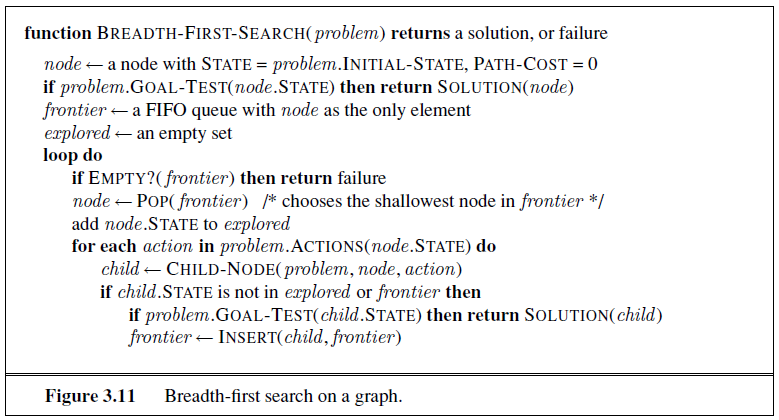 function BREADTH-FIRST-SEARCH(problem) returns a solution, or failure
node ← a node with STATE = problem.INITIAL-STATE, PATH-COST = 0
if problem.GOAL-TEST(node.STATE) then return SOLUTION(node)
frontier ← a FIFO queue with node as the only element
explored ← an empty set
loop do
if EMPTY?(frontier) then return failure
node ← POP(frontier) /* chooses the shallowest node in frontier */
add node.STATE to explored
for each action in problem.ACTIONS(node.STATE) do
child ← CHILD-NODE(problem, node, action)
if child.STATE is not in explored or frontier then
if problem.GOAL-TEST(child.STATE) then return SOLUTION(child)
frontier ← INSERT(child, frontier)
Figure 3.11 Breadth-first search on a graph.